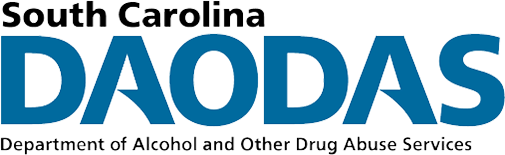 South Carolina
DAODAS
Department of Alcohol and Other Drug Abuse Services